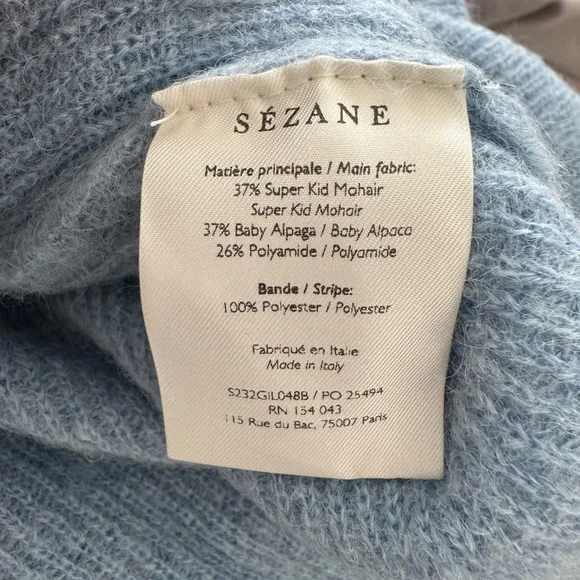 SÉZANE
Matière principale / Main fabric:
37% Super Kid Mohair
Super Kid Mohair
37% Baby Alpaga / Baby Alpaca
26% Polyamide / Polyamide
Bande / Stripe:
100% Polyester / Polyester
Fabriqué en Italie
Made in Italy
S232GIL048B / PO 25494
RN 154 043
115 Rue du Bac, 75007 Paris